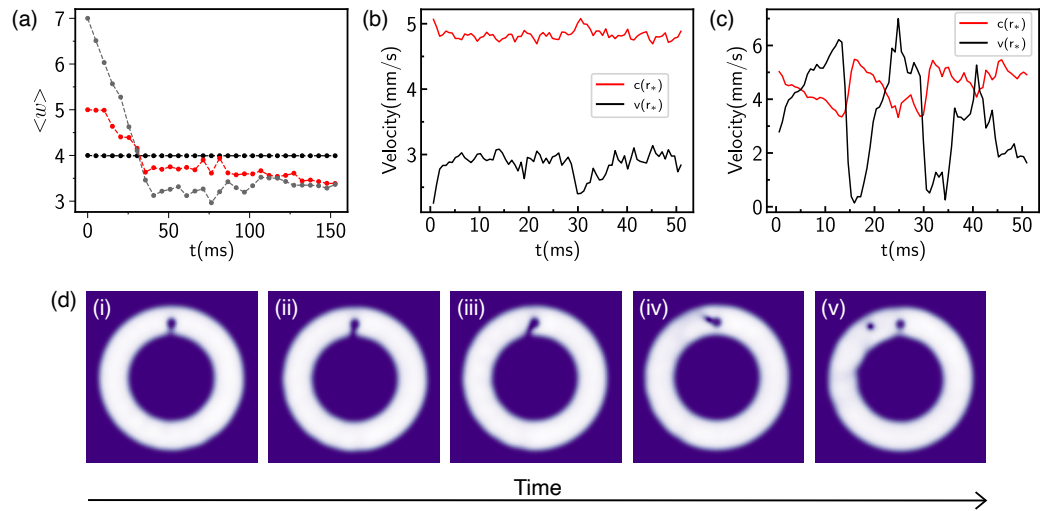 (a)
<w>
7
6
5
4
3
0
50
100
150
t(ms)
(b)
Velocity(mm/s)
5
4
3
c(r*)
v(r*)
0
10
20
30
40
50
t(ms)
(c)
Velocity(mm/s)
6
4
2
0
c(r*)
v(r*)
0
10
20
30
40
50
t(ms)
(d)
(i)
(ii)
(iii)
(iv)
(v)
Time